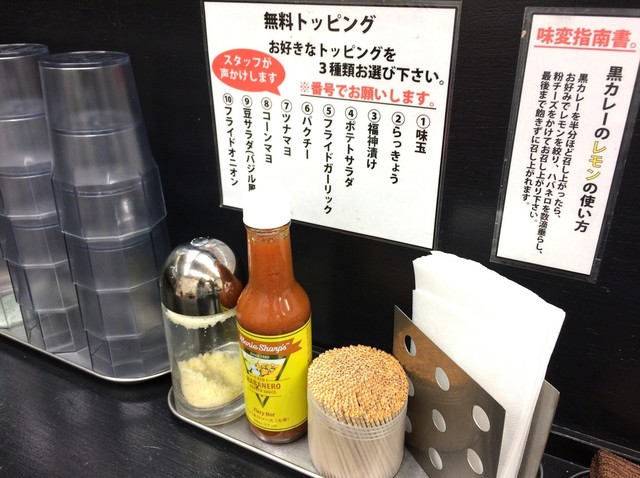 無料トッピング
お好きなトッピングを
３種類お選び下さい。
スタッフが
声かけします
※番号でお願いします。
①味玉
②らっきょう
③福神漬け
④ポテトサラダ
⑤フライドガーリック
⑥パクチー
⑦ツナマヨ
⑧コーンマヨ
⑨豆サラダバジル風
⑩フライドオニオン
味変指南書。
黒カレーのレモンの使い方
黒カレーを半分ほど召し上がったら、
お好みでレモンを絞り、ハバネロを数滴垂らし、
粉チーズをかけてお召し上がり下さい。
最後まで飽きずに召し上がれます。
Marie Sharp's
HABANERO
Fiery Hot